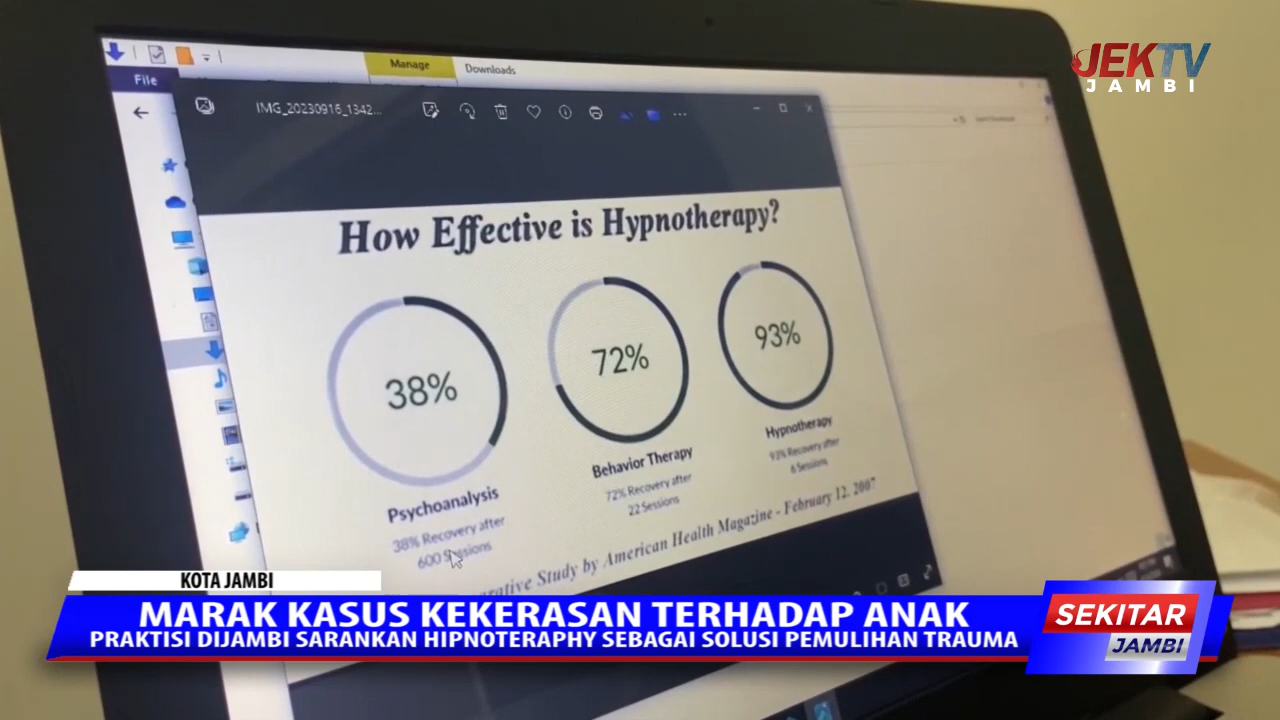 JEKTV
JAMBI
Manage
Downloads
File
IMG_20230916_1342...
How Effective is Hypnotherapy?
38%
Psychoanalysis
38% Recovery after
600 Sessions
72%
Behavior Therapy
72% Recovery after
22 Sessions
93%
Hypnotherapy
93% Recovery after
6 Sessions
Study by American Health Magazine - February 12. 2007
KOTA JAMBI
MARAK KASUS KEKERASAN TERHADAP ANAK
PRAKTISI DIJAMBI SARANKAN HIPNOTERAPHY SEBAGAI SOLUSI PEMULIHAN TRAUMA
SEKITAR
JAMBI